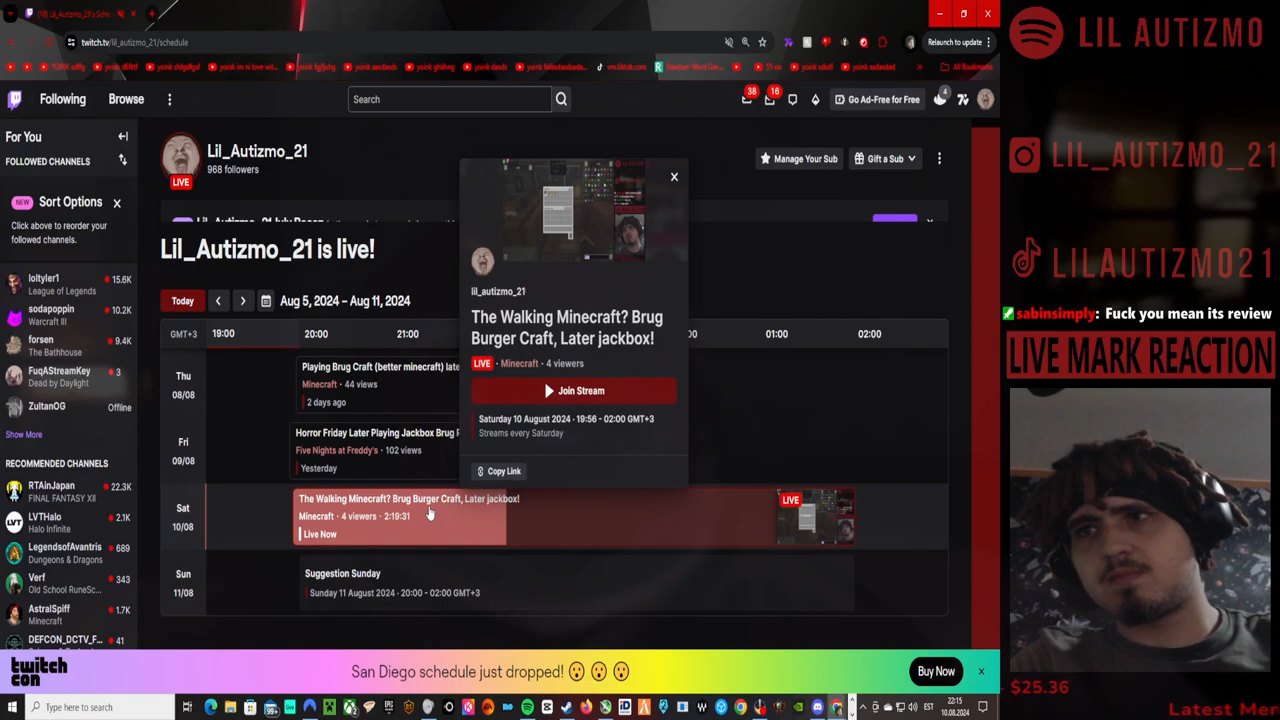 twitch.tv/lil_autizmo_21/schedule
Relaunch to update
All Bookmarks
Following
Browse
Search
38
16
Go Ad-Free for Free
4
For You
FOLLOWED CHANNELS
NEW
Sort Options
Click above to reorder your
followed channels.
loltyler1
15.6K
League of Legends
sodapoppin
10.2K
Warcraft III
forsen
9.4K
The Bathhouse
FuqAStreamKey
3
Dead by Daylight
ZultanOG
Offline
Show More
RECOMMENDED CHANNELS
RTAinJapan
22.3K
FINAL FANTASY XII
LVTHalo
2.1K
Halo Infinite
LegendsofAvantris
689
Dungeons & Dragons
Verf
343
Old School RuneSc...
AstralSpiff
1.7K
Minecraft
DEFCON_DCTV_F...
41
Lil_Autizmo_21
968 followers
LIVE
Manage Your Sub
Gift a Sub
Lil_Autizmo_21 is live!
Today
Aug 5, 2024 – Aug 11, 2024
GMT+3
19:00
20:00
21:00
01:00
02:00
Thu
08/08
Playing Brug Craft (better minecraft) late
Minecraft · 44 views
2 days ago
Fri
09/08
Horror Friday Later Playing Jackbox Brug
Five Nights at Freddy's · 102 views
Yesterday
Sat
10/08
The Walking Minecraft? Brug Burger Craft, Later jackbox!
Minecraft · 4 viewers · 2:19:31
Live Now
LIVE
Sun
11/08
Suggestion Sunday
Sunday 11 August 2024 · 20:00 - 02:00 GMT+3
lil_autizmo_21
The Walking Minecraft? Brug
Burger Craft, Later jackbox!
LIVE · Minecraft · 4 viewers
Join Stream
Saturday 10 August 2024 · 19:56 - 02:00 GMT+3
Streams every Saturday
Copy Link
twitch
con
San Diego schedule just dropped!
Buy Now
Type here to search
99+
ENG
22:15
10.08.2024
LIL AUTIZMO
LIL_AUTIZMO_21
LILAUTIZMO21
sabinsimply: Fuck you mean its review
LIVE MARK REACTION
- $25.36
Latest Mer